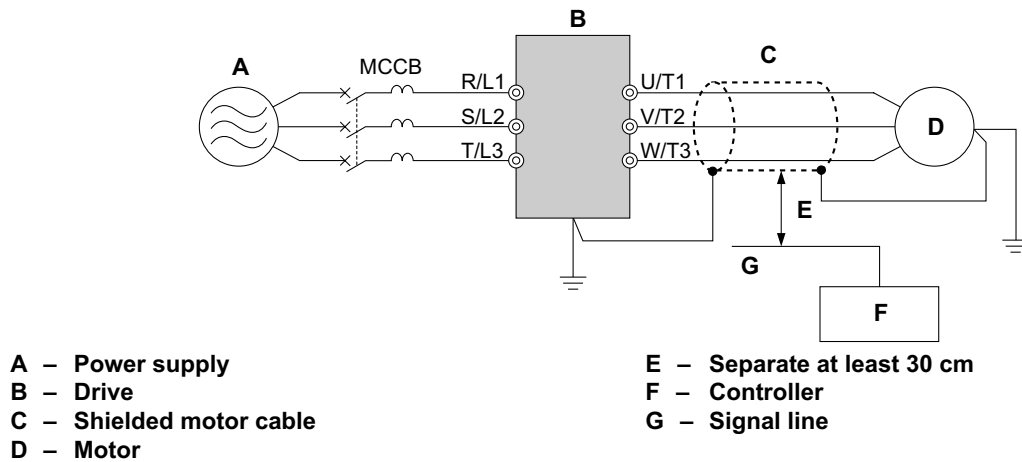 B
A
C
MCCB
R/L1
U/T1
S/L2
V/T2
D
T/L3
W/T3
E
G
F
A – Power supply
B – Drive
C – Shielded motor cable
D – Motor
E – Separate at least 30 cm
F – Controller
G – Signal line